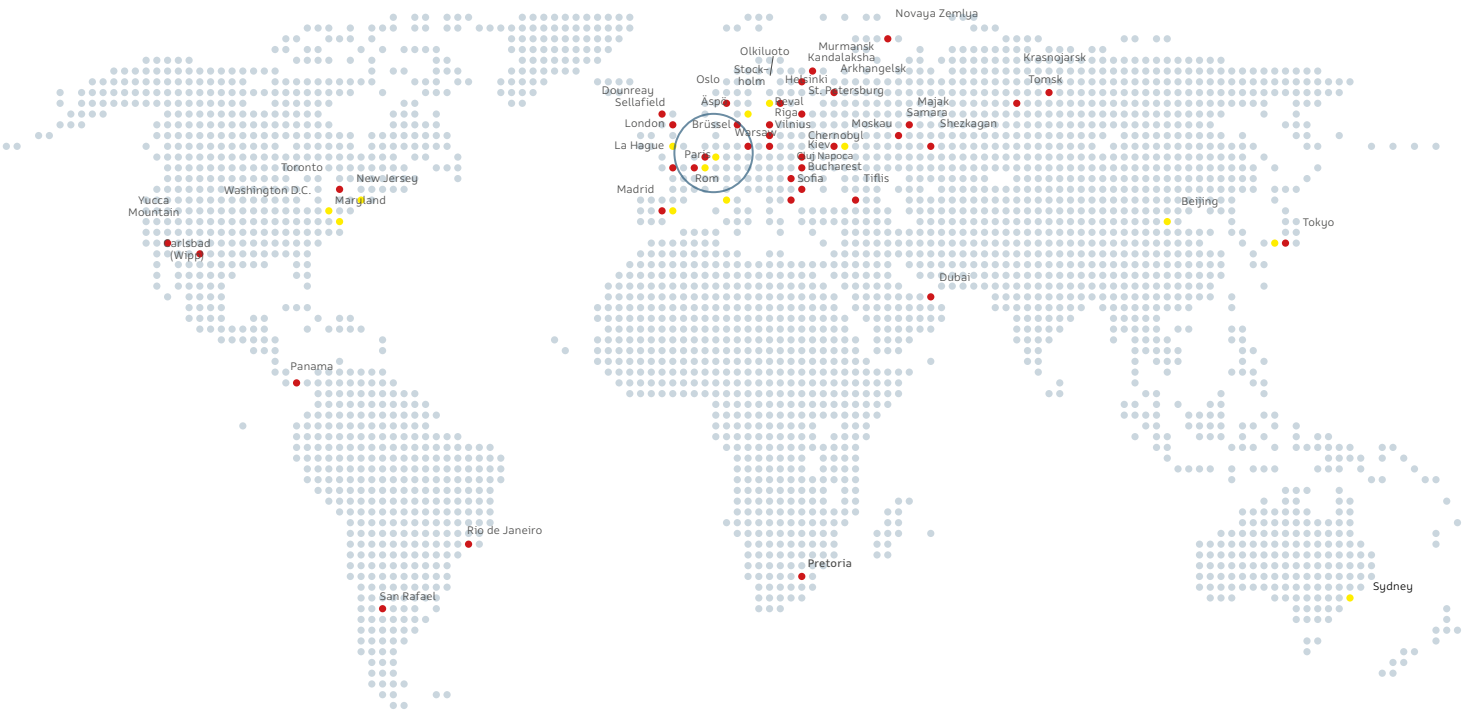 Novaya Zemlya
Olkiluoto
Murmansk
Kandalaksha
Arkhangelsk
Krasnojarsk
Stock-
holm
Oslo
Helsinki
Tomsk
Dounreay
St. Petersburg
Sellafield
Äspö
Reval
Majak
Riga
Samara
London
Brüssel
Vilnius
Moskau
Shezkagan
Warsaw
Chernobyl
La Hague
Kiev
Paris
Cluj Napoca
Toronto
Bucharest
New Jersey
Rom
Sofia
Tiflis
Washington D.C.
Madrid
Yucca
Mountain
Maryland
Beijing
Tokyo
Carlsbad
(Wipp)
Dubai
Panama
Rio de Janeiro
Pretoria
Sydney
San Rafael